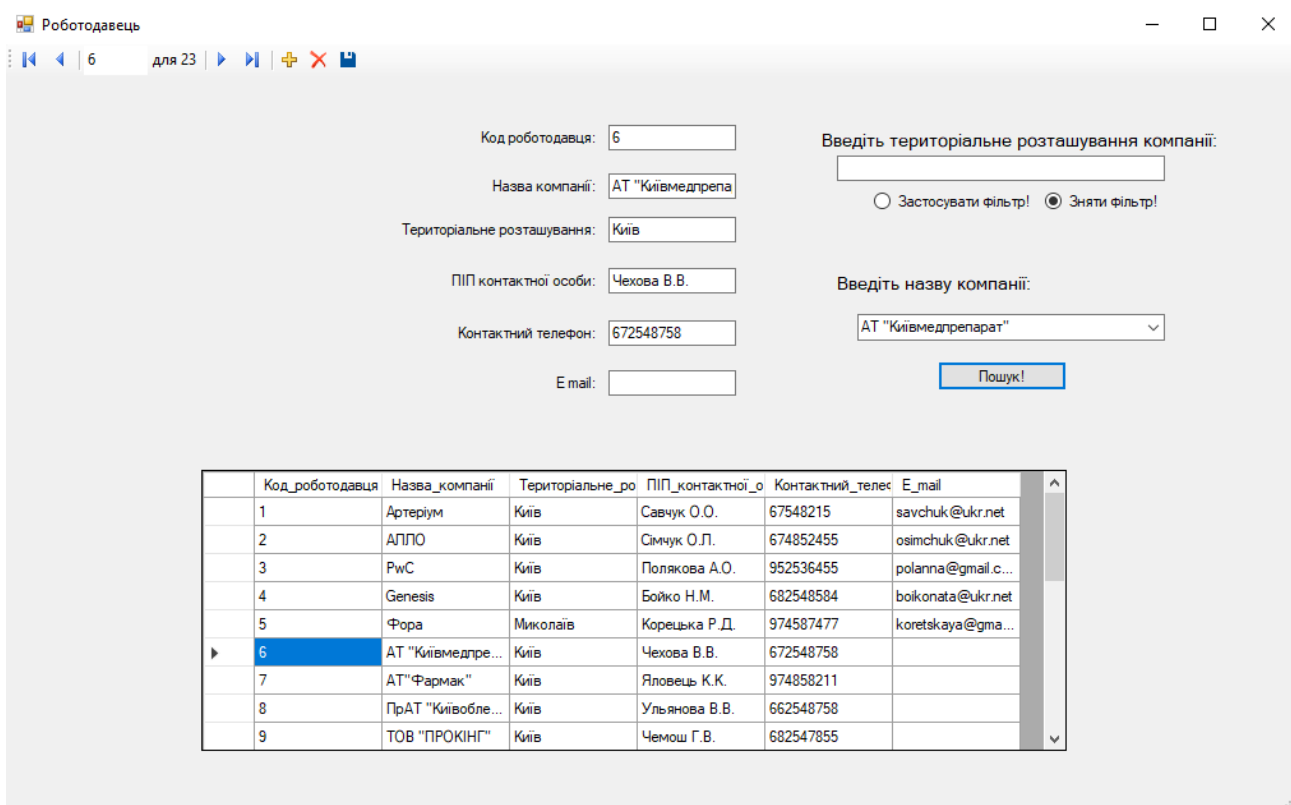 Роботодавець
6 для 23
Код роботодавця: 6
Назва компанії: АТ "Київмедпрепа
Територіальне розташування: Київ
ПІП контактної особи: Чехова В.В.
Контактний телефон: 672548758
E mail:
Введіть територіальне розташування компанії:
Застосувати фільтр! Зняти фільтр!
Введіть назву компанії:
АТ "Київмедпрепарат"
Пошук!
Код_роботодавця Назва_компанії Територіальне_ро ПІП_контактної_о Контактний_телеф E_mail
1 Артеріум Київ Савчук О.О. 67548215 savchuk@ukr.net
2 АПЛО Київ Сімчук О.Л. 674852455 osimchuk@ukr.net
3 PwC Київ Полякова А.О. 952536455 polanna@gmail.c...
4 Genesis Київ Бойко Н.М. 682548584 boikonata@ukr.net
5 Фора Миколаїв Корецька Р.Д. 974587477 koretskaya@gma...
6 АТ "Київмедпре... Київ Чехова В.В. 672548758
7 АТ"Фармак" Київ Яловець К.К. 974858211
8 ПрАТ "Київобле... Київ Ульянова В.В. 662548758
9 ТОВ "ПРОКІНГ" Київ Чемош Г.В. 682547855